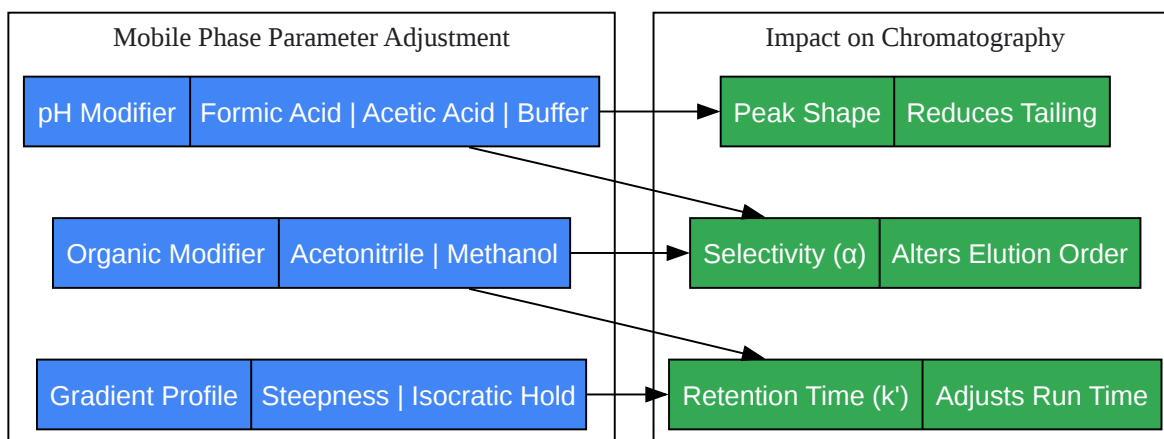 Mobile Phase Parameter Adjustment
Impact on Chromatography
pH Modifier
Formic Acid | Acetic Acid | Buffer
Peak Shape
Reduces Tailing
Organic Modifier
Acetonitrile | Methanol
Selectivity (α)
Alters Elution Order
Gradient Profile
Steepness | Isocratic Hold
Retention Time (k')
Adjusts Run Time